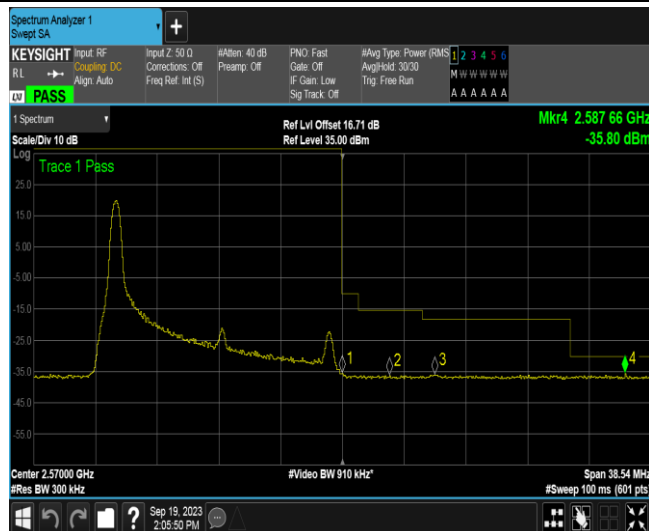 Spectrum Analyzer 1
Swept SA
KEYSIGHT
RL
PASS
Input: RF
Coupling: DC
Align: Auto
Input Z: 50 Ω
Corrections: Off
Freq Ref: Int (S)
#Atten: 40 dB
Preamp: Off
PNO: Fast
Gate: Off
IF Gain: Low
Sig Track: Off
#Avg Type: Power (RMS
Avg|Hold: 30/30
Trig: Free Run
1 2 3 4 5 6
M W W W W W
A A A A A A
1 Spectrum
Scale/Div 10 dB
Ref Lvl Offset 16.71 dB
Ref Level 35.00 dBm
Mkr4 2.587 66 GHz
-35.80 dBm
Log
Trace 1 Pass
25.0
15.0
5.00
-5.00
-15.0
-25.0
-35.0
-45.0
-55.0
1
2
3
4
Center 2.57000 GHz
#Res BW 300 kHz
#Video BW 910 kHz*
Span 38.54 MHz
#Sweep 100 ms (601 pts)
?
Sep 19, 2023
2:05:50 PM